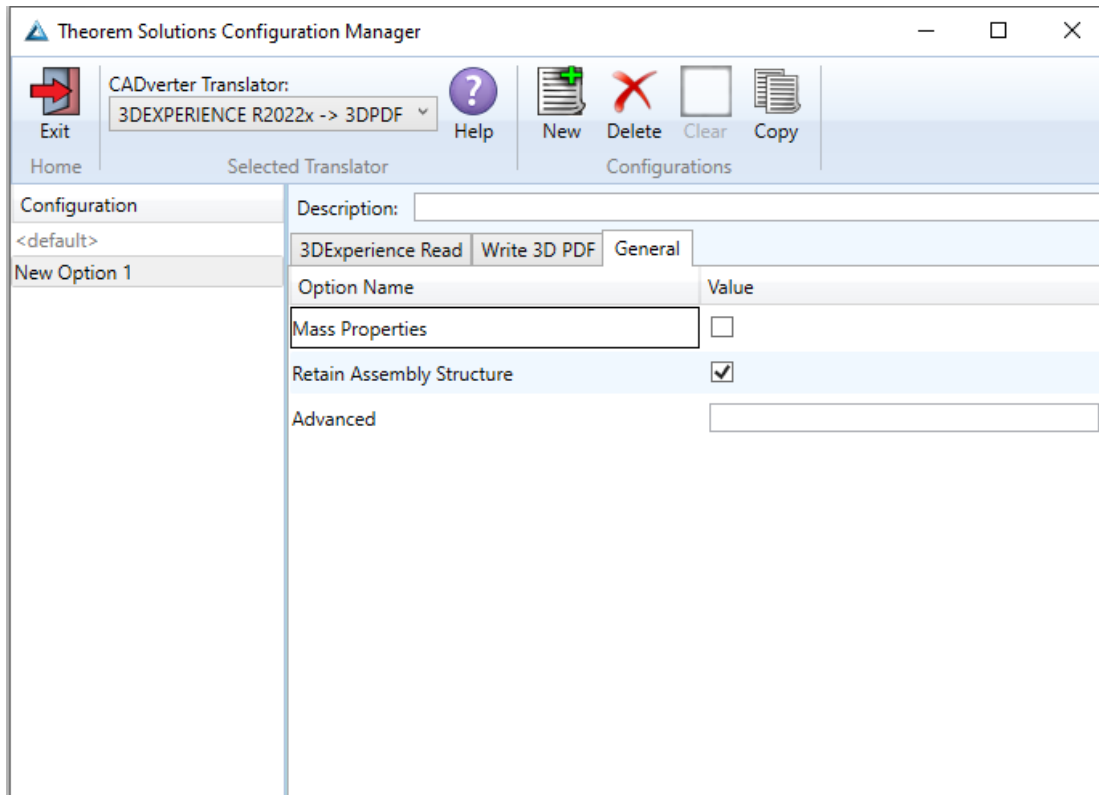 Theorem Solutions Configuration Manager
CADverter Translator:
3DEXPERIENCE R2022x -> 3DPDF
Exit
Help
New
Delete
Clear
Copy
Home
Selected Translator
Configurations
Configuration
Description:
<default>
New Option 1
3DExperience Read
Write 3D PDF
General
Option Name
Value
Mass Properties
Retain Assembly Structure
Advanced